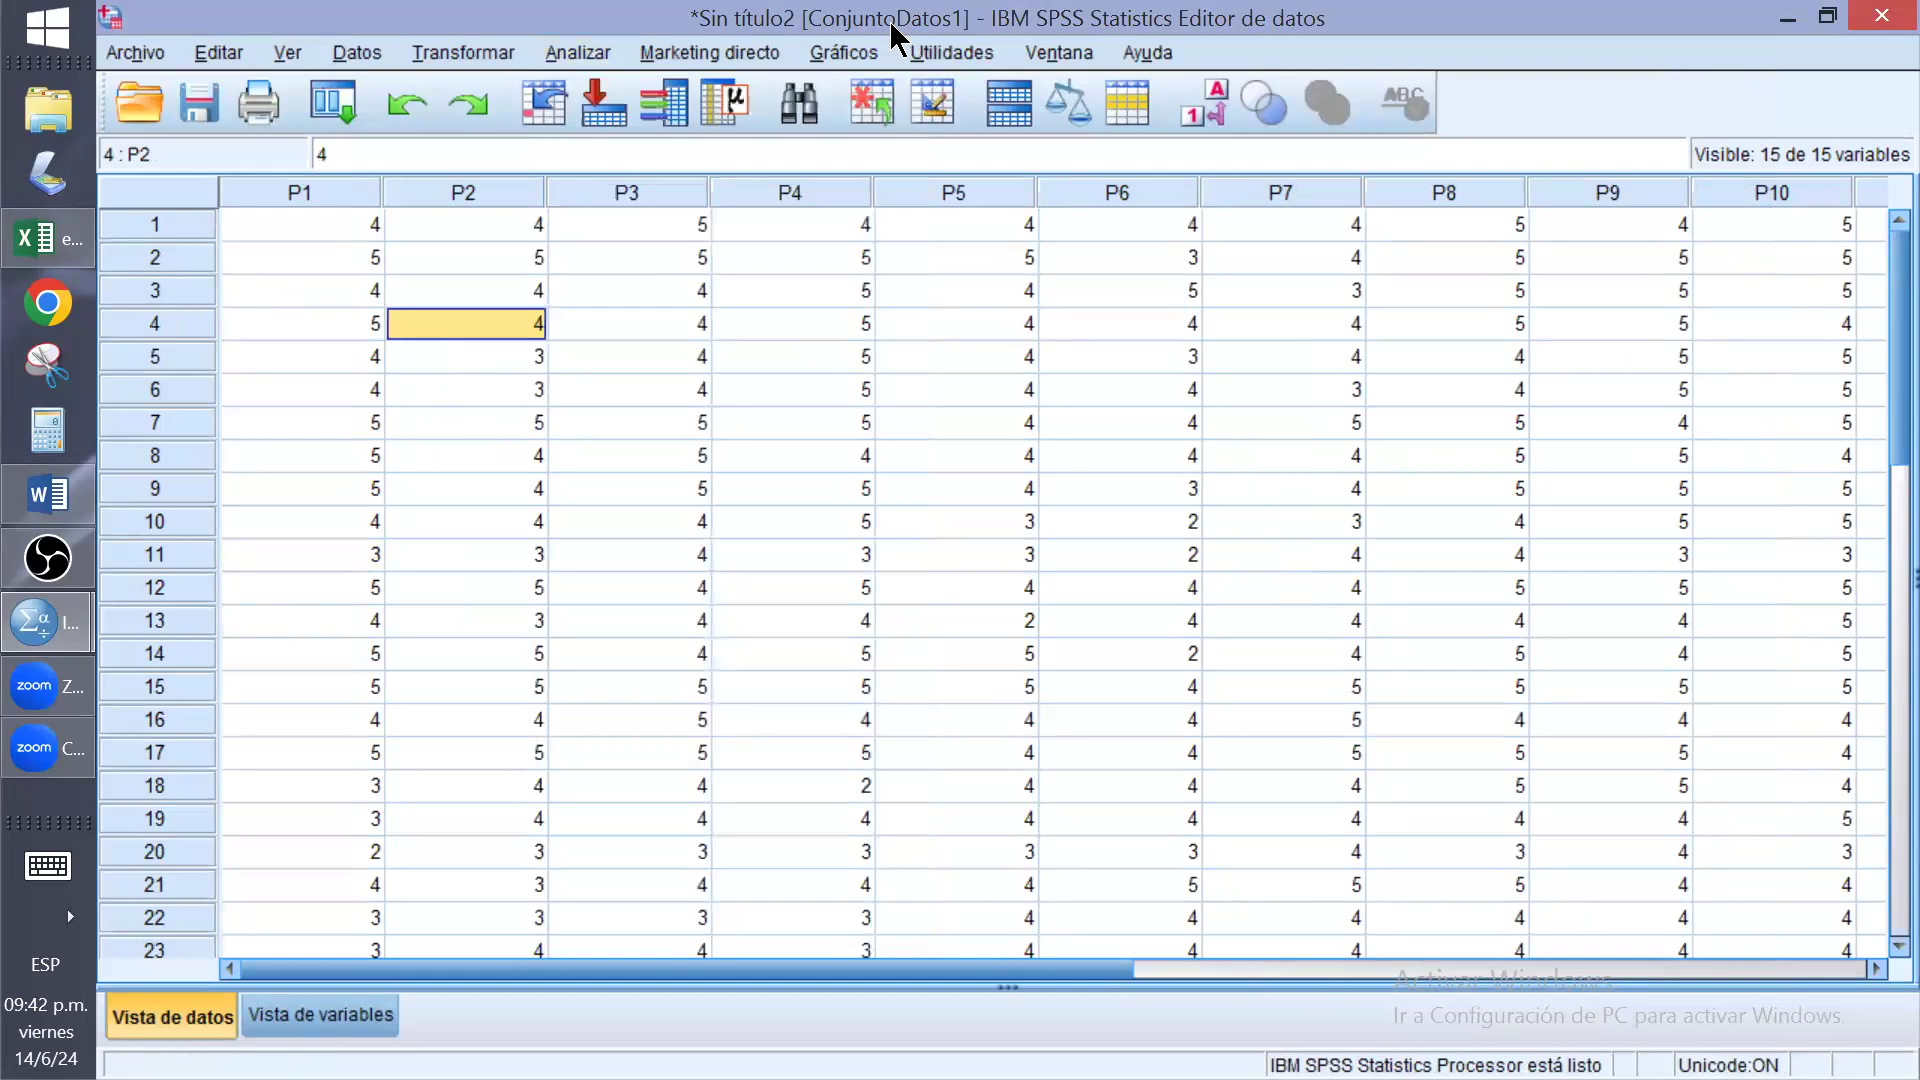 *Sin título2 [ConjuntoDatos1] - IBM SPSS Statistics Editor de datos
Archivo Editar Ver Datos Transformar Analizar Marketing directo Gráficos Utilidades Ventana Ayuda
4 : P2 4 Visible: 15 de 15 variables
P1 P2 P3 P4 P5 P6 P7 P8 P9 P10
1 4 4 5 4 4 4 4 5 4 5
2 5 5 5 5 5 3 4 5 5 5
3 4 4 4 5 4 5 3 5 5 5
4 5 4 4 5 4 4 4 5 5 4
5 4 3 4 5 4 3 4 4 5 5
6 4 3 4 5 4 4 3 4 5 5
7 5 5 5 5 4 4 5 5 4 5
8 5 4 5 4 4 4 4 5 5 4
9 5 4 5 5 4 3 4 5 5 5
10 4 4 4 5 3 2 3 4 5 5
11 3 3 4 3 3 2 4 4 3 3
12 5 5 4 5 4 4 4 5 5 5
13 4 3 4 4 2 4 4 4 4 5
14 5 5 4 5 5 2 4 5 4 5
15 5 5 5 5 5 4 5 5 5 5
16 4 4 5 4 4 4 5 4 4 4
17 5 5 5 5 4 4 5 5 5 4
18 3 4 4 2 4 4 4 5 5 4
19 3 4 4 4 4 4 4 4 4 5
20 2 3 3 3 3 3 4 3 4 3
21 4 3 4 4 4 5 5 5 4 4
22 3 3 3 3 4 4 4 4 4 4
23 3 4 4 3 4 4 4 4 4 4
Activar Windows
Ir a Configuración de PC para activar Windows.
Vista de datos Vista de variables
IBM SPSS Statistics Processor está listo Unicode:ON
e...
W
I...
zoom Z...
zoom C...
ESP
09:42 p.m.
viernes
14/6/24